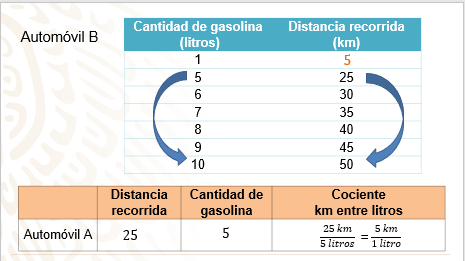 Automóvil B
Cantidad de gasolina (litros) Distancia recorrida (km)
1 5
5 25
6 30
7 35
8 40
9 45
10 50
Distancia recorrida Cantidad de gasolina Cociente km entre litros
Automóvil A 25 5 25 km / 5 litros = 5 km / 1 litro